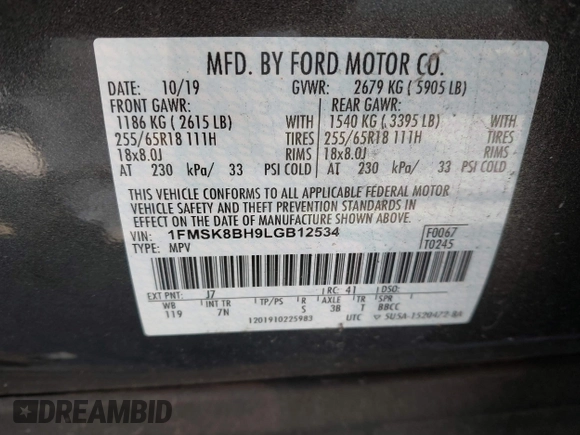 MFD. BY FORD MOTOR CO.
DATE: 10/19 GVWR: 2679 KG ( 5905 LB)
FRONT GAWR: REAR GAWR:
1186 KG ( 2615 LB) WITH 1540 KG ( 3395 LB) WITH
255/65R18 111H TIRES 255/65R18 111H TIRES
18x8.0J RIMS 18x8.0J RIMS
AT 230 kPa/ 33 PSI COLD AT 230 kPa/ 33 PSI COLD
THIS VEHICLE CONFORMS TO ALL APPLICABLE FEDERAL MOTOR
VEHICLE SAFETY AND THEFT PREVENTION STANDARDS IN
EFFECT ON THE DATE OF MANUFACTURE SHOWN ABOVE.
VIN: 1FMSK8BH9LGB12534 F0067
TYPE: MPV T0245
EXT PNT: J7 RC: 41 DSO:
WB INT TR TP/PS R AXLE TR SPR
119 7N 5 3B T BBCC
1201910225983 UTC 5U5A-1520472-BA
DREAMBID